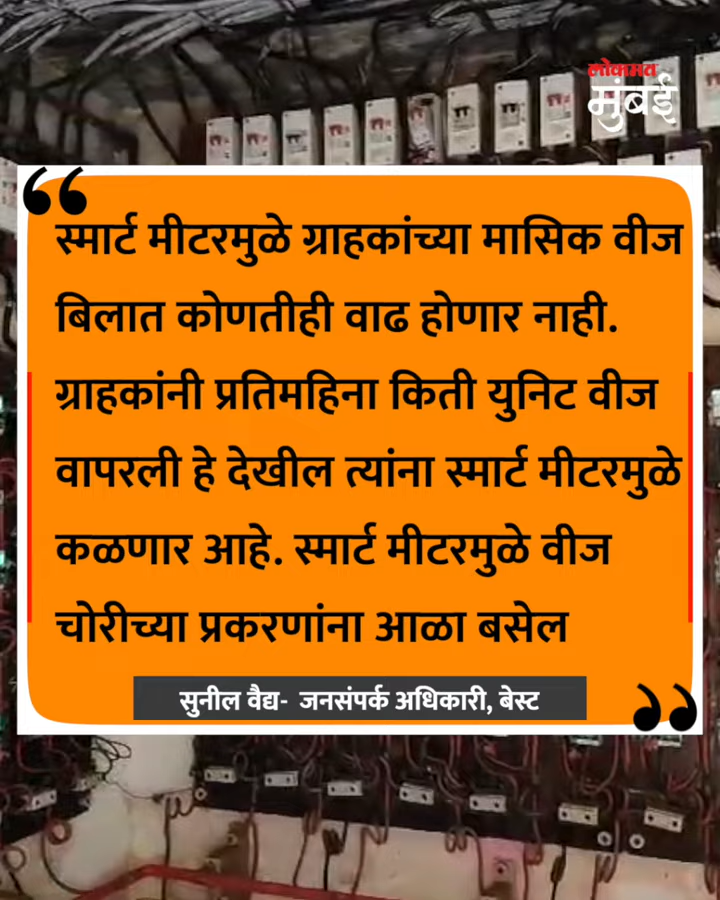 लोकमत
मुंबई
“
स्मार्ट मीटरमुळे ग्राहकांच्या मासिक वीज
बिलात कोणतीही वाढ होणार नाही.
ग्राहकांनी प्रतिमहिना किती युनिट वीज
वापरली हे देखील त्यांना स्मार्ट मीटरमुळे
कळणार आहे. स्मार्ट मीटरमुळे वीज
चोरीच्या प्रकरणांना आळा बसेल
सुनील वैद्य- जनसंपर्क अधिकारी, बेस्ट
”